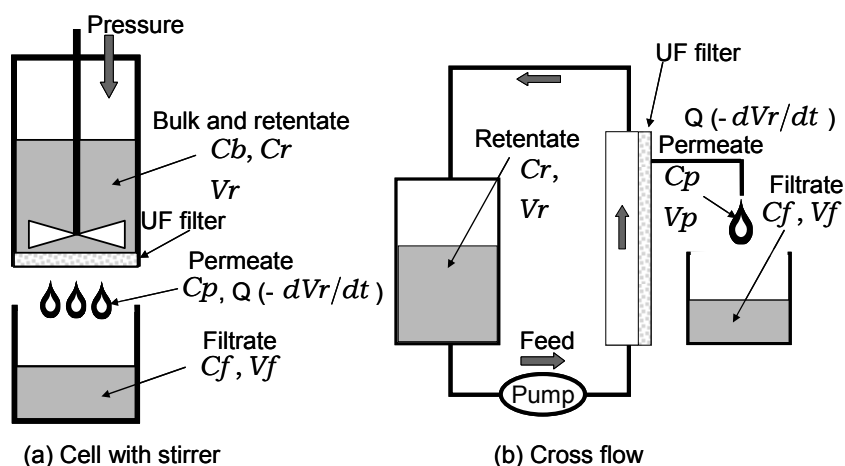 Pressure
Bulk and retentate
Cb, Cr
Vr
UF filter
Permeate
Cp, Q (- dVr/dt)
Filtrate
Cf, Vf
(a) Cell with stirrer
UF filter
Q (- dVr/dt)
Permeate
Cp
Vp
Retentate
Cr,
Vr
Filtrate
Cf, Vf
Feed
Pump
(b) Cross flow